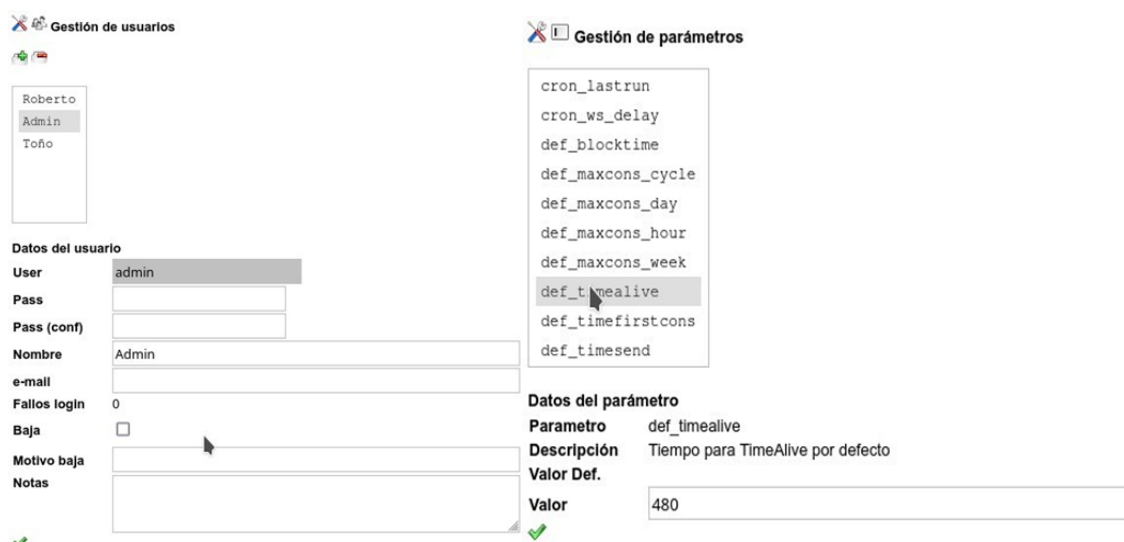 Gestión de usuarios
Roberto
Admin
Toño
Datos del usuario
User admin
Pass
Pass (conf)
Nombre Admin
e-mail
Fallos login 0
Baja
Motivo baja
Notas
Gestión de parámetros
cron_lastrun
cron_ws_delay
def_blocktime
def_maxcons_cycle
def_maxcons_day
def_maxcons_hour
def_maxcons_week
def_timealive
def_timefirstcons
def_timesend
Datos del parámetro
Parametro def_timealive
Descripción Tiempo para TimeAlive por defecto
Valor Def.
Valor 480